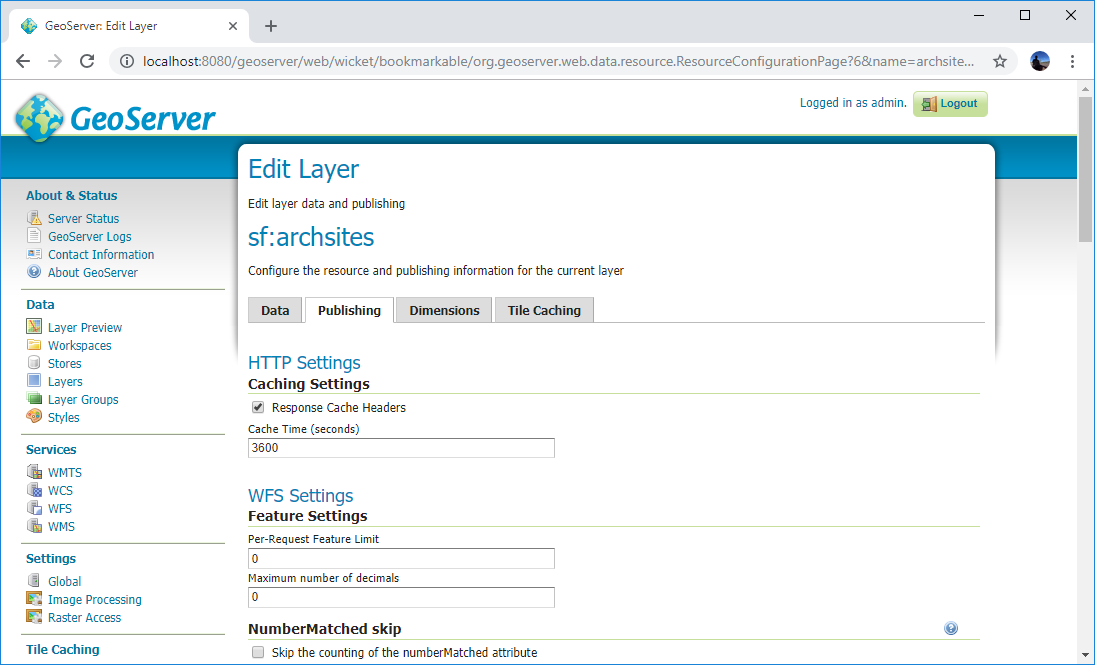 GeoServer: Edit Layer
localhost:8080/geoserver/web/wicket/bookmarkable/org.geoserver.web.data.resource.ResourceConfigurationPage?6&name=archsite...
GeoServer
Logged in as admin. Logout
About & Status
Server Status
GeoServer Logs
Contact Information
About GeoServer
Data
Layer Preview
Workspaces
Stores
Layers
Layer Groups
Styles
Services
WMTS
WCS
WFS
WMS
Settings
Global
Image Processing
Raster Access
Tile Caching
Edit Layer
Edit layer data and publishing
sf:archsites
Configure the resource and publishing information for the current layer
Data Publishing Dimensions Tile Caching
HTTP Settings
Caching Settings
Response Cache Headers
Cache Time (seconds)
3600
WFS Settings
Feature Settings
Per-Request Feature Limit
0
Maximum number of decimals
0
NumberMatched skip
Skip the counting of the numberMatched attribute